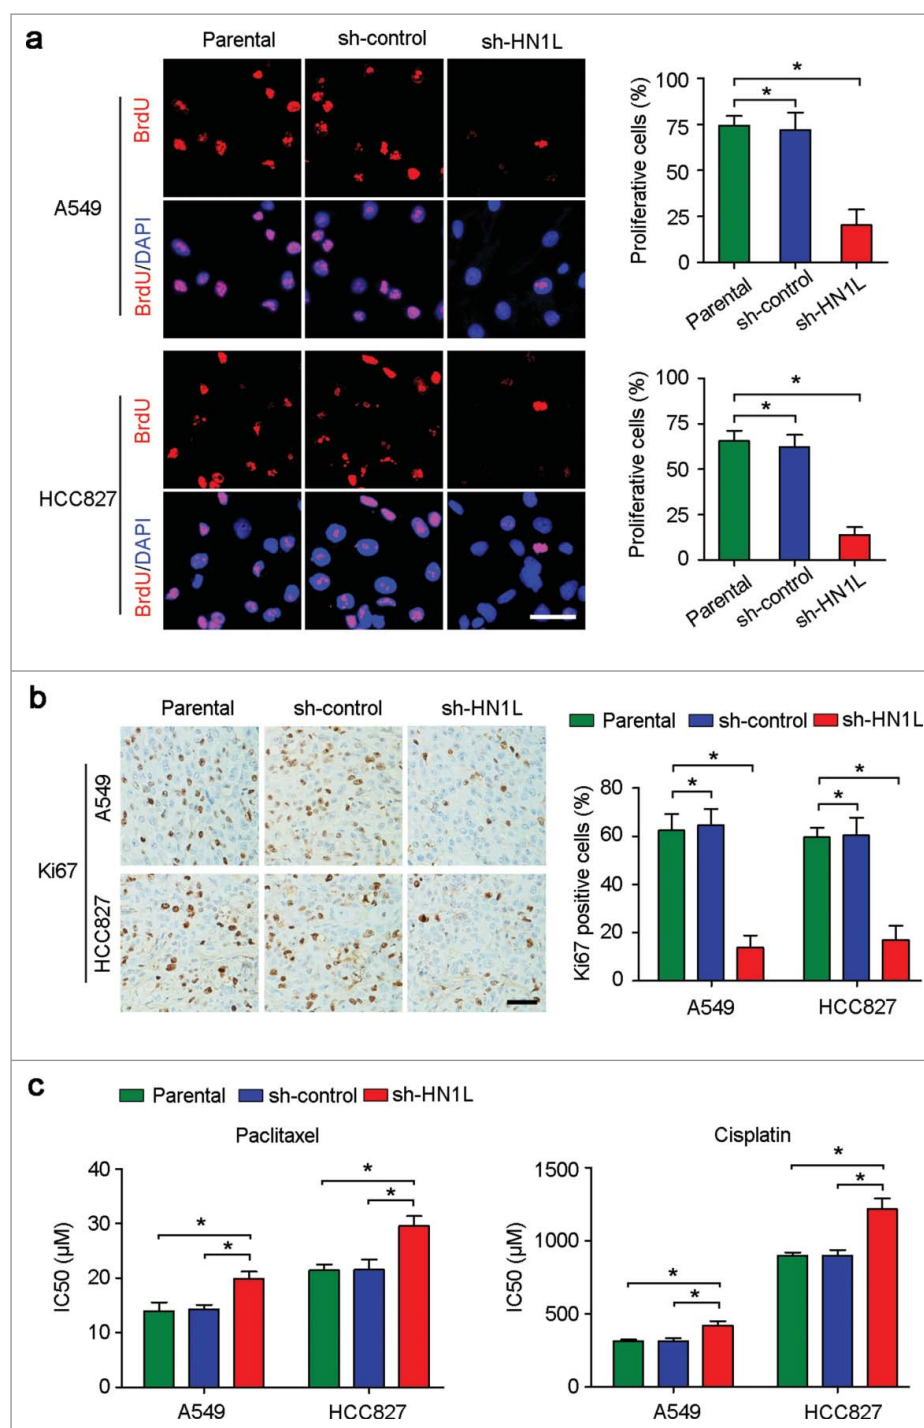 a
Parental sh-control sh-HN1L
A549
BrdU
BrdU/DAPI
HCC827
BrdU
BrdU/DAPI
Proliferative cells (%)
100
75
50
25
0
*
*
Parental sh-control sh-HN1L
Proliferative cells (%)
100
75
50
25
0
*
*
Parental sh-control sh-HN1L
b
Parental sh-control sh-HN1L
Ki67
A549
HCC827
Parental sh-control sh-HN1L
Ki67 positive cells (%)
80
60
40
20
0
* *
* *
A549 HCC827
c
Parental sh-control sh-HN1L
Paclitaxel
IC50 (µM)
40
30
20
10
0
* *
* *
A549 HCC827
Cisplatin
IC50 (µM)
1500
1000
500
0
* *
* *
A549 HCC827